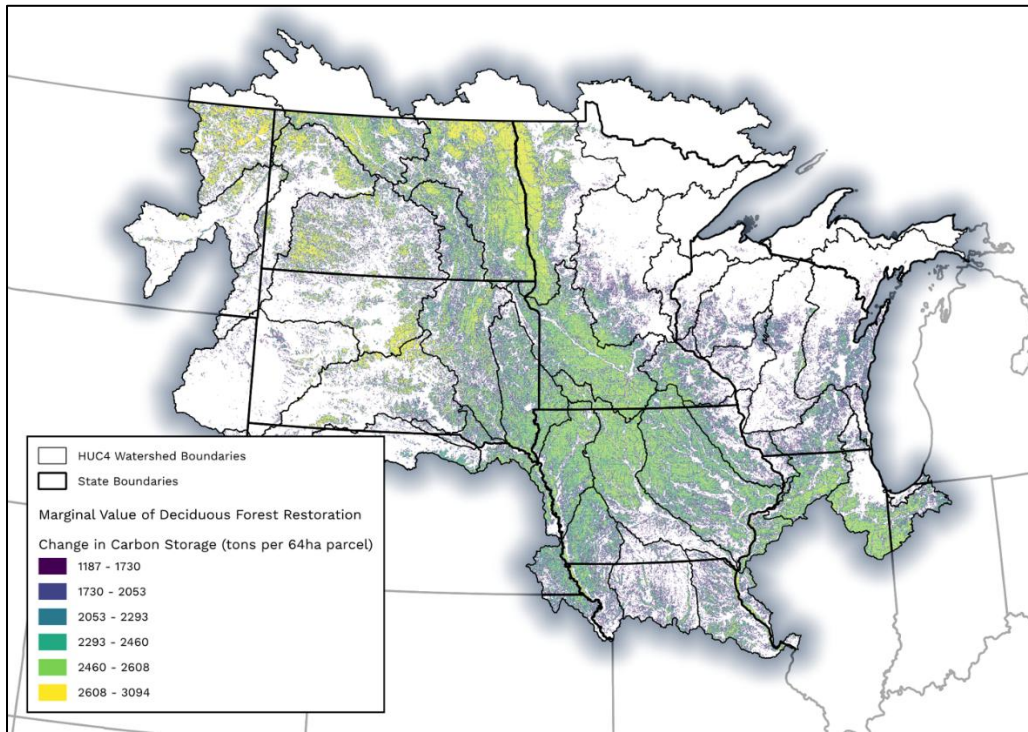 HUC4 Watershed Boundaries
State Boundaries
Marginal Value of Deciduous Forest Restoration
Change in Carbon Storage (tons per 64ha parcel)
1187 - 1730
1730 - 2053
2053 - 2293
2293 - 2460
2460 - 2608
2608 - 3094